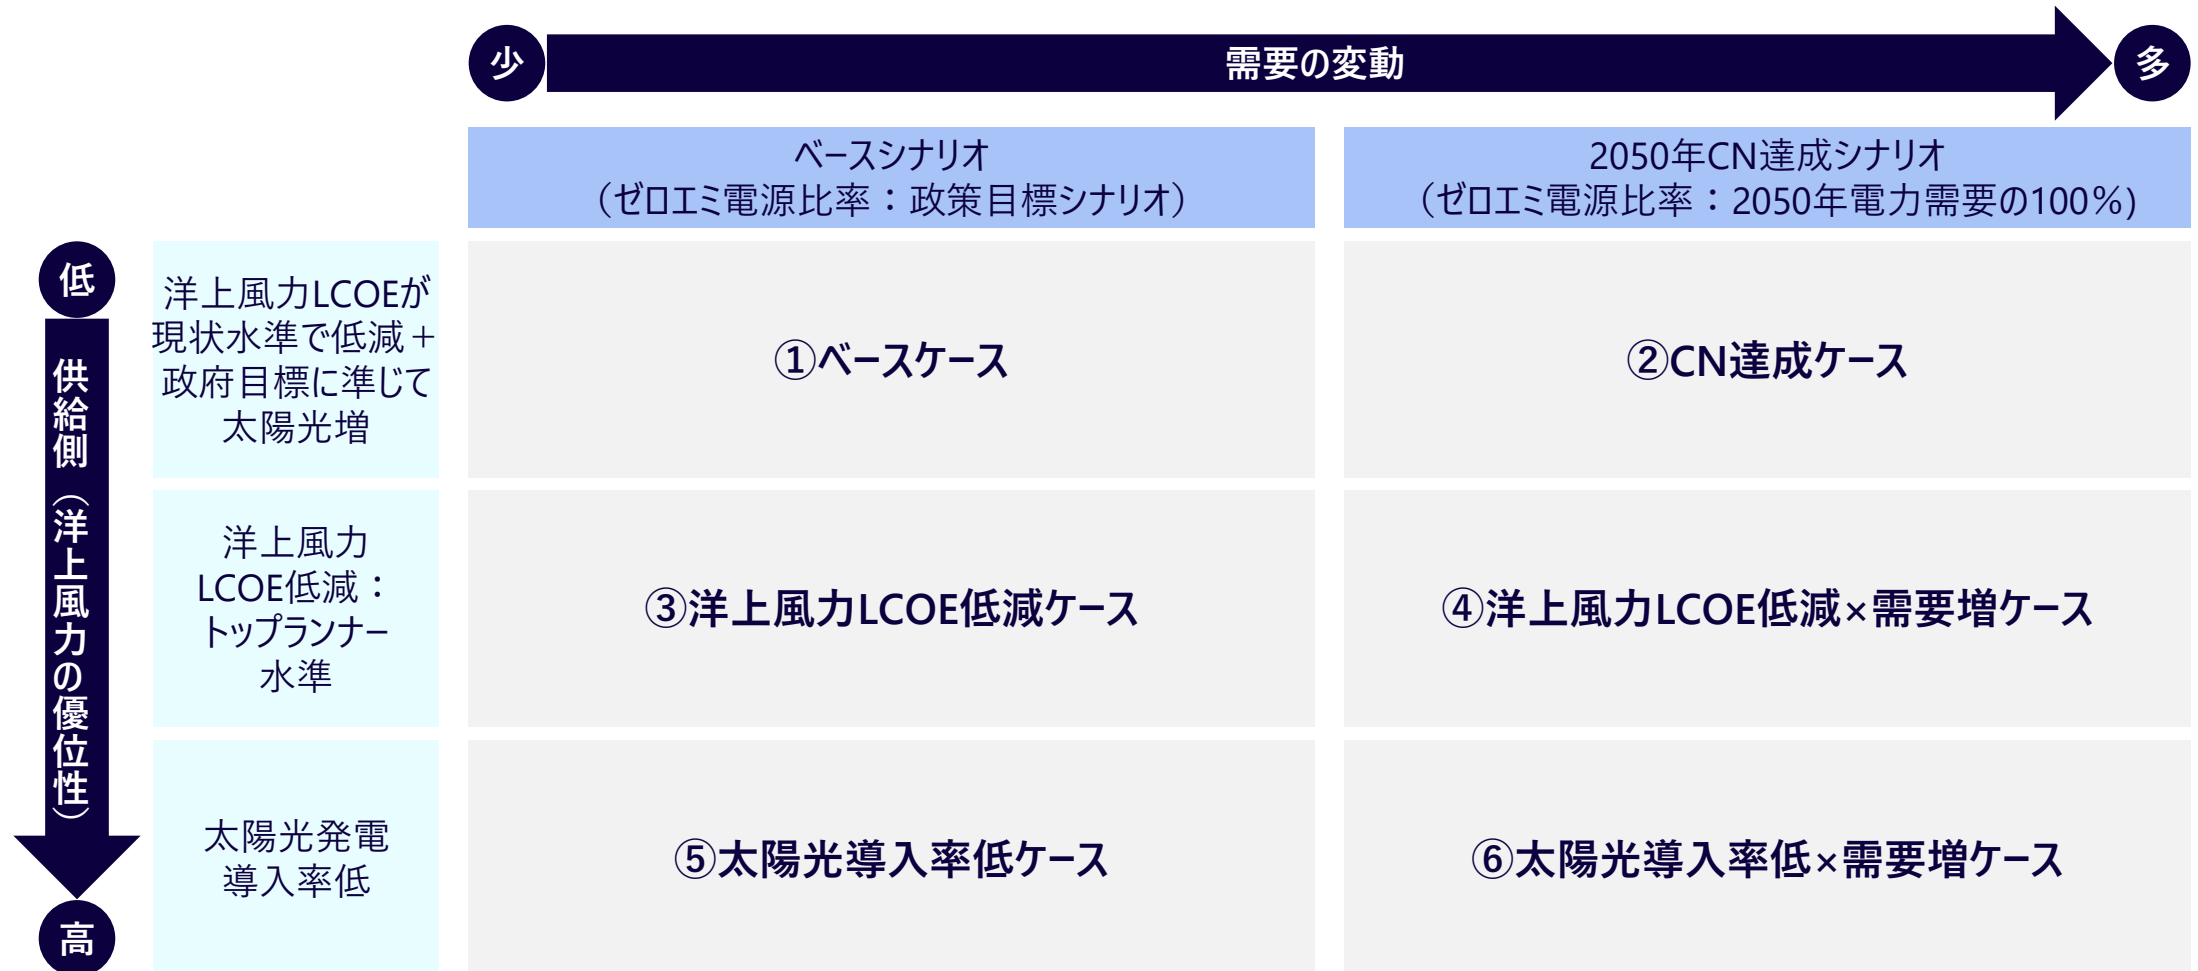 少
需要の変動
多
ベースシナリオ
（ゼロエミ電源比率：政策目標シナリオ）
2050年CN達成シナリオ
（ゼロエミ電源比率：2050年電力需要の100％)
低
供給側（洋上風力の優位性）
高
洋上風力LCOEが
現状水準で低減＋
政府目標に準じて
太陽光増
①ベースケース
②CN達成ケース
洋上風力
LCOE低減：
トップランナー
水準
③洋上風力LCOE低減ケース
④洋上風力LCOE低減×需要増ケース
太陽光発電
導入率低
⑤太陽光導入率低ケース
⑥太陽光導入率低×需要増ケース